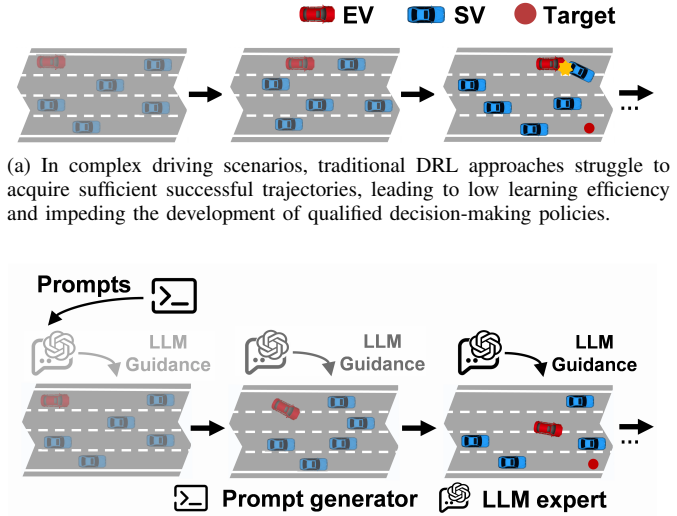 EV SV Target
...
(a) In complex driving scenarios, traditional DRL approaches struggle to
acquire sufficient successful trajectories, leading to low learning efficiency
and impeding the development of qualified decision-making policies.
Prompts
LLM Guidance
LLM Guidance
LLM Guidance
...
Prompt generator LLM expert